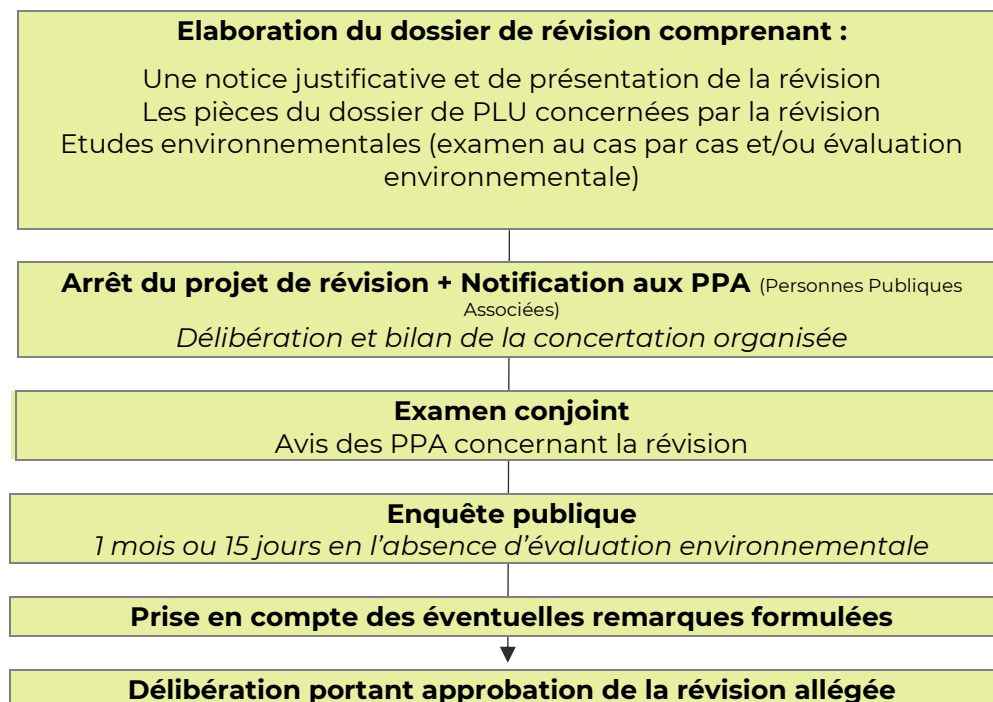 Elaboration du dossier de révision comprenant :
Une notice justificative et de présentation de la révision
Les pièces du dossier de PLU concernées par la révision
Etudes environnementales (examen au cas par cas et/ou évaluation
environnementale)
Arrêt du projet de révision + Notification aux PPA (Personnes Publiques
Associées)
Délibération et bilan de la concertation organisée
Examen conjoint
Avis des PPA concernant la révision
Enquête publique
1 mois ou 15 jours en l'absence d'évaluation environnementale
Prise en compte des éventuelles remarques formulées
Délibération portant approbation de la révision allégée